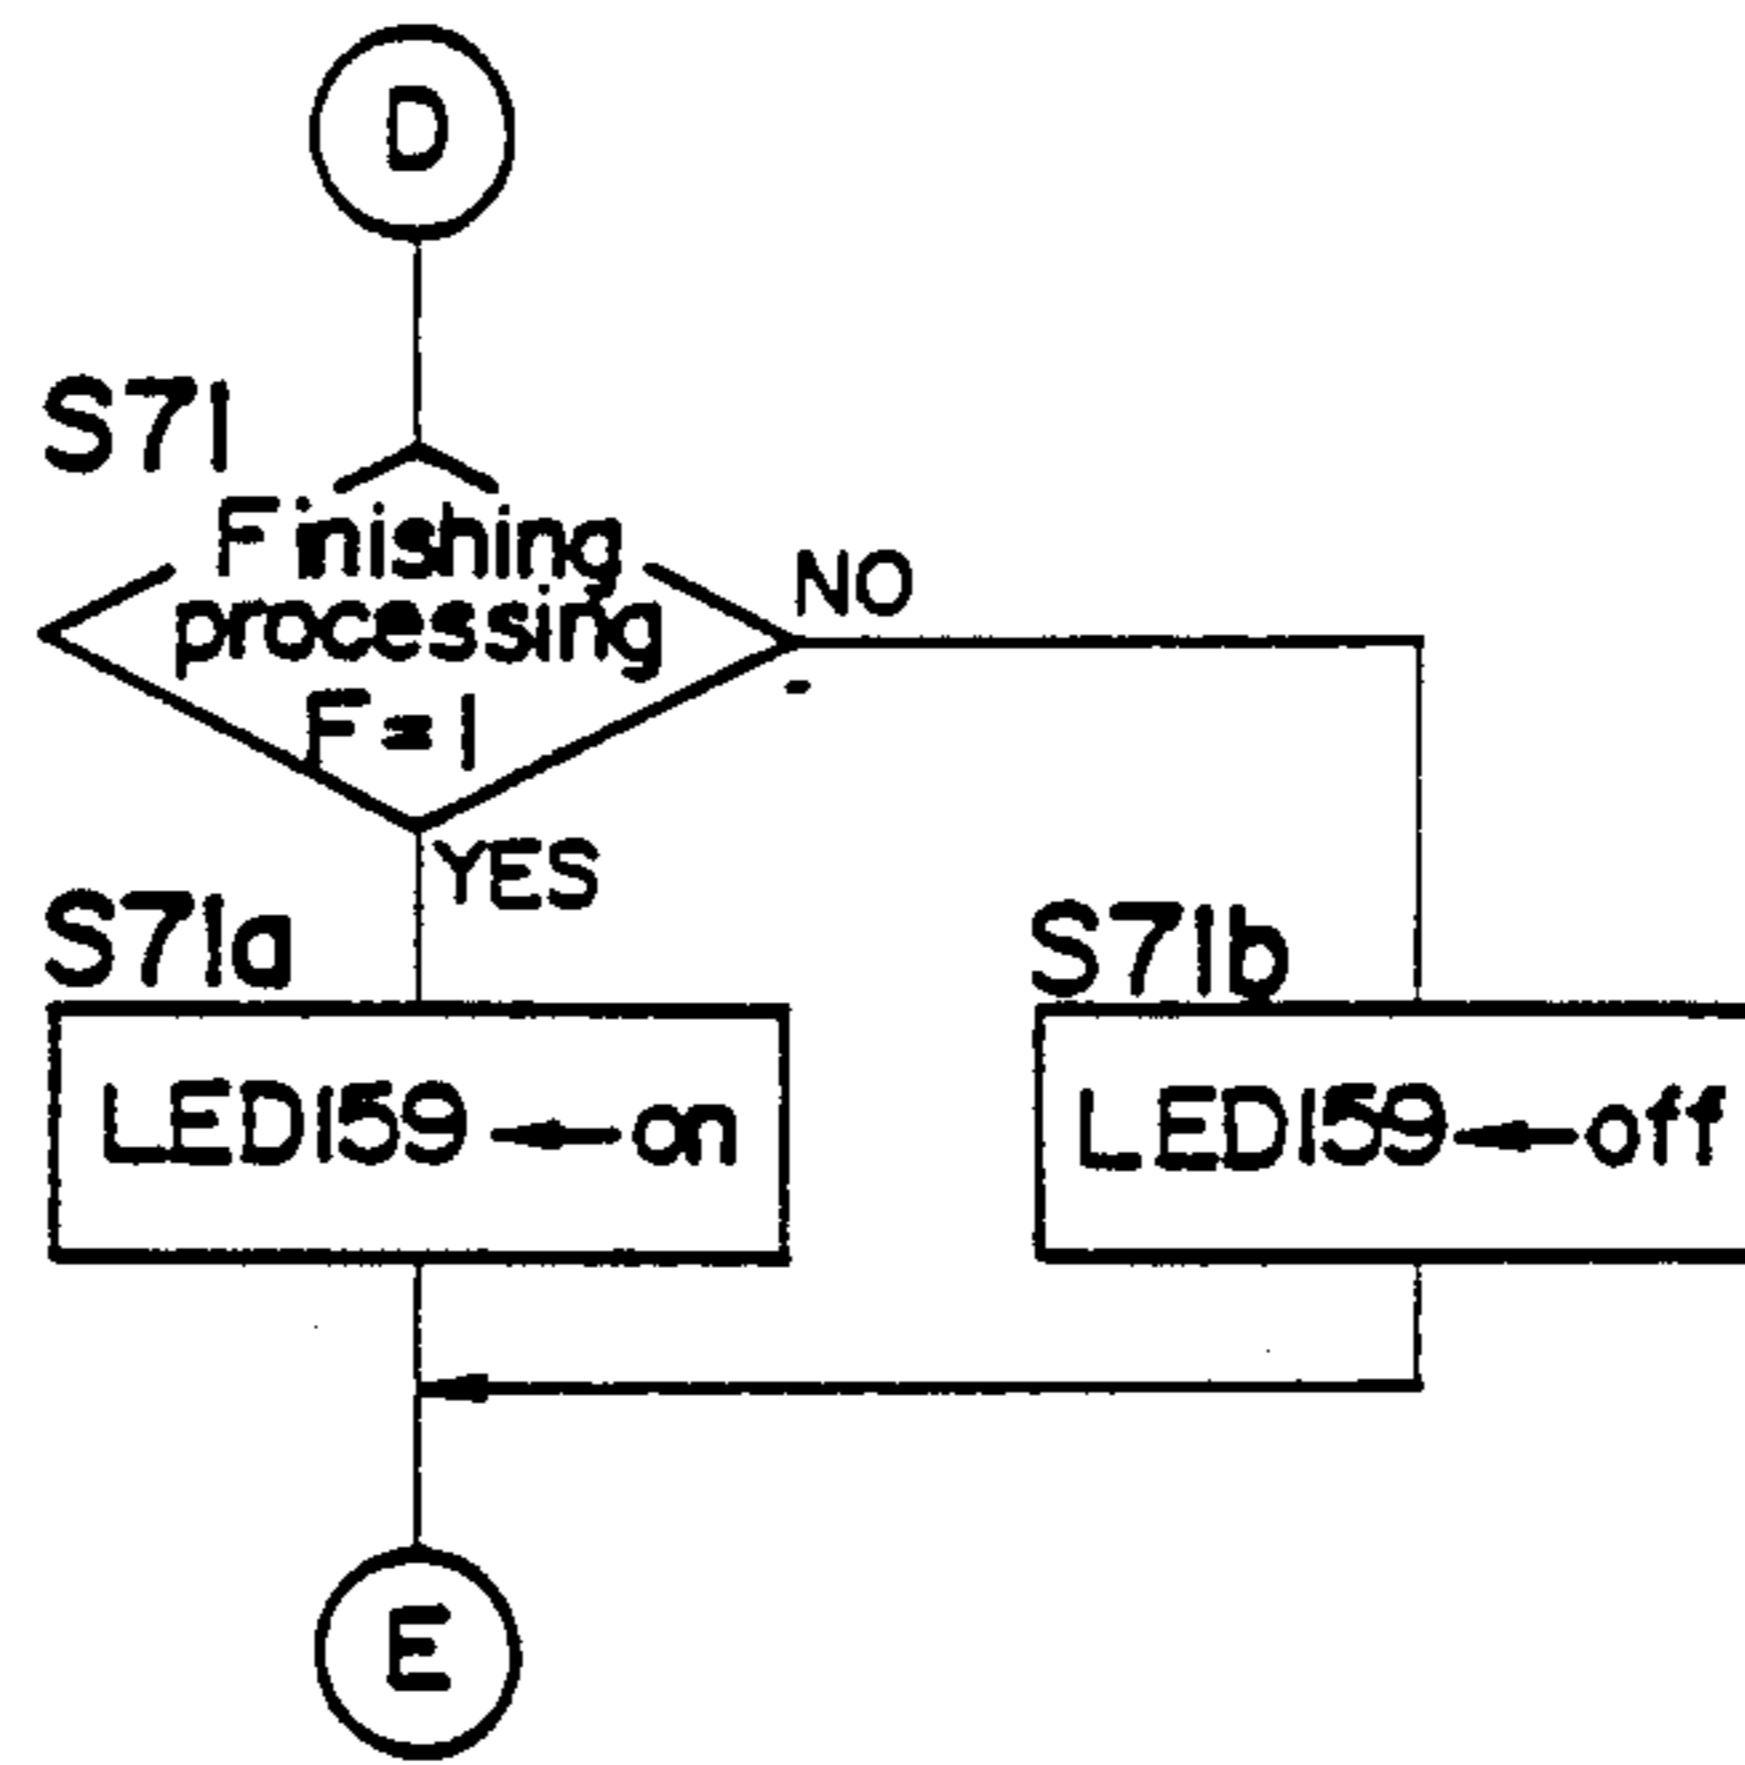 D
S71
Finishing
processing
F=1
NO
YES
S71a
LED159←on
S71b
LED159←off
E